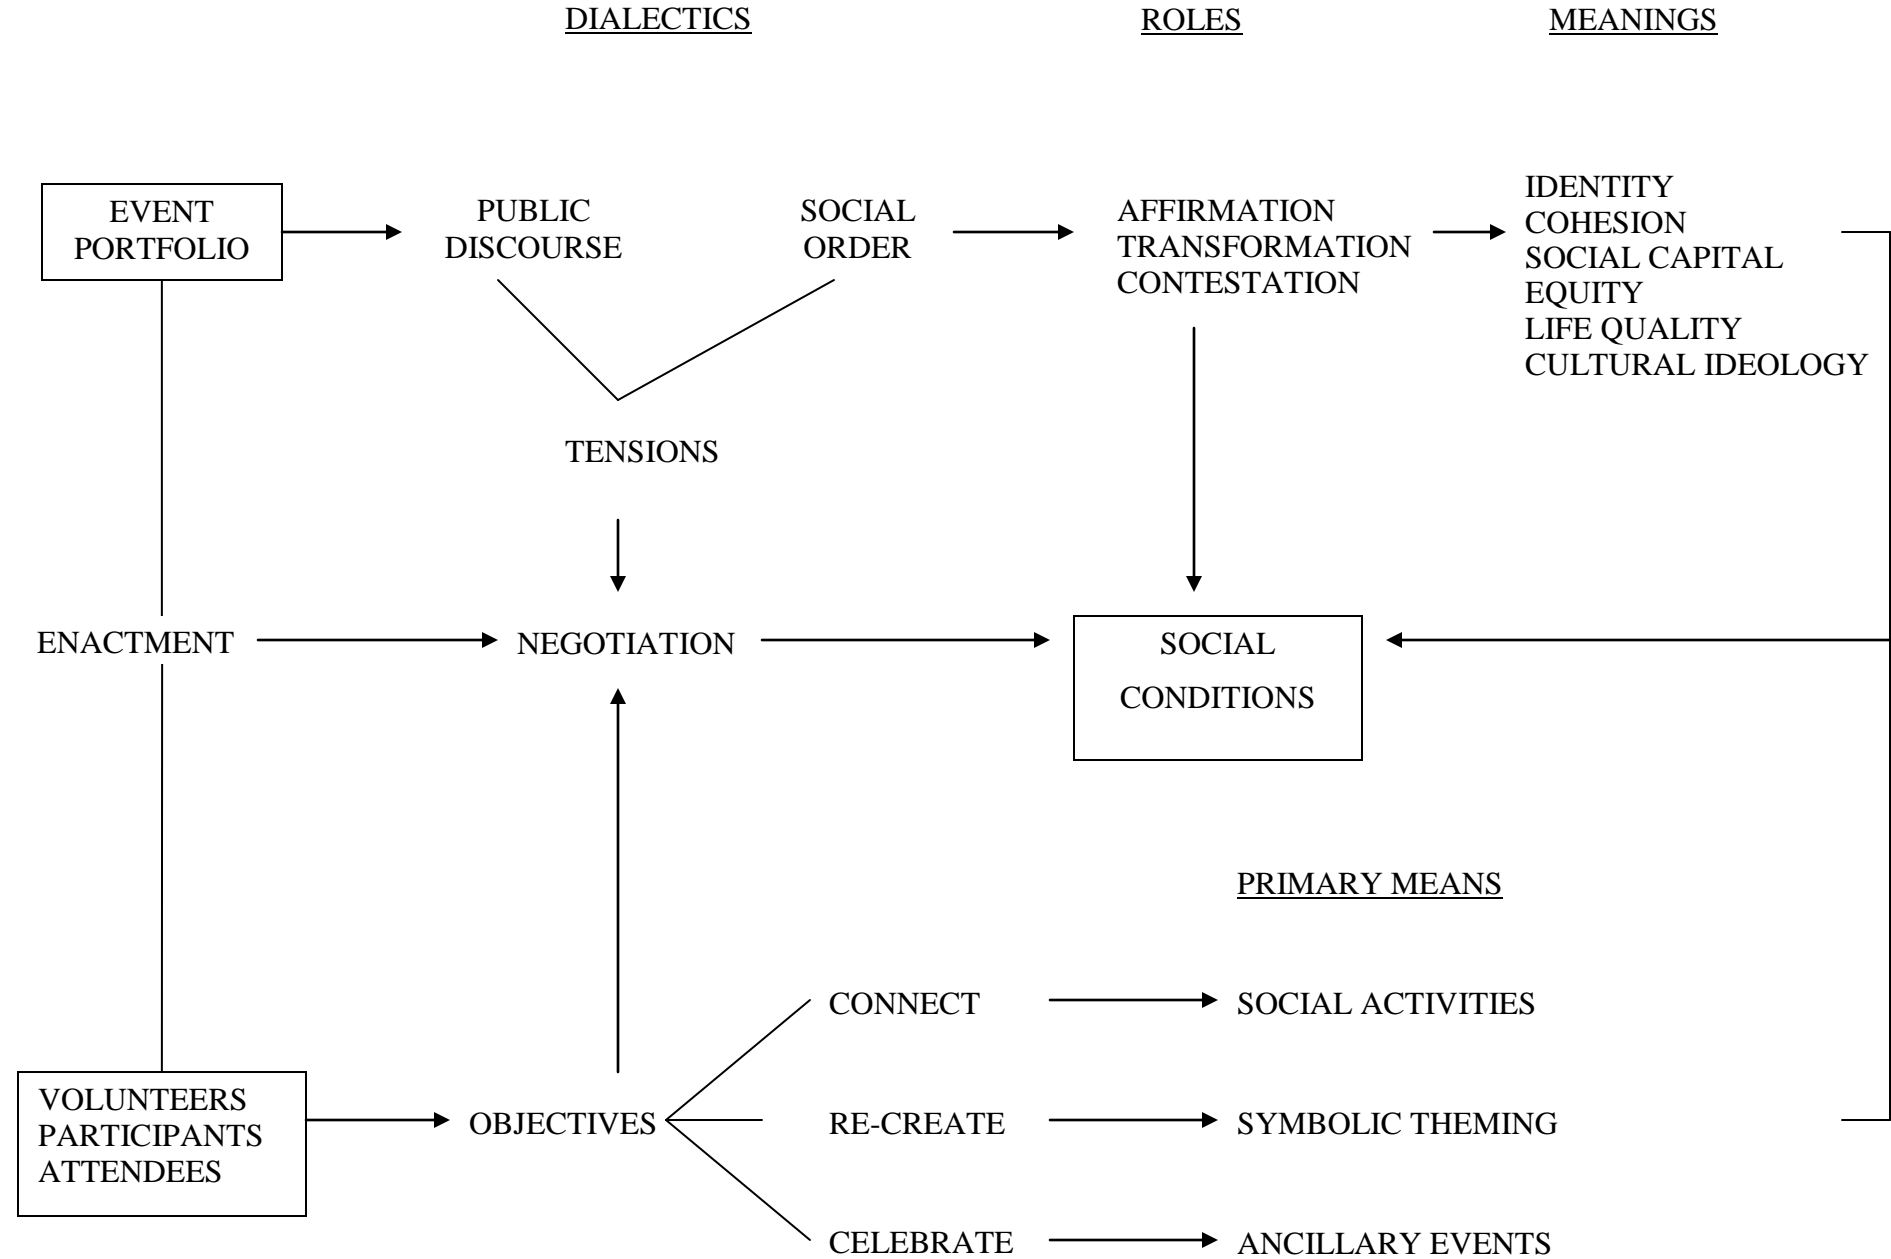 DIALECTICS
ROLES
MEANINGS
EVENT
PORTFOLIO
PUBLIC
DISCOURSE
SOCIAL
ORDER
AFFIRMATION
TRANSFORMATION
CONTESTATION
IDENTITY
COHESION
SOCIAL CAPITAL
EQUITY
LIFE QUALITY
CULTURAL IDEOLOGY
TENSIONS
ENACTMENT
NEGOTIATION
SOCIAL
CONDITIONS
PRIMARY MEANS
VOLUNTEERS
PARTICIPANTS
ATTENDEES
OBJECTIVES
CONNECT
SOCIAL ACTIVITIES
RE-CREATE
SYMBOLIC THEMING
CELEBRATE
ANCILLARY EVENTS